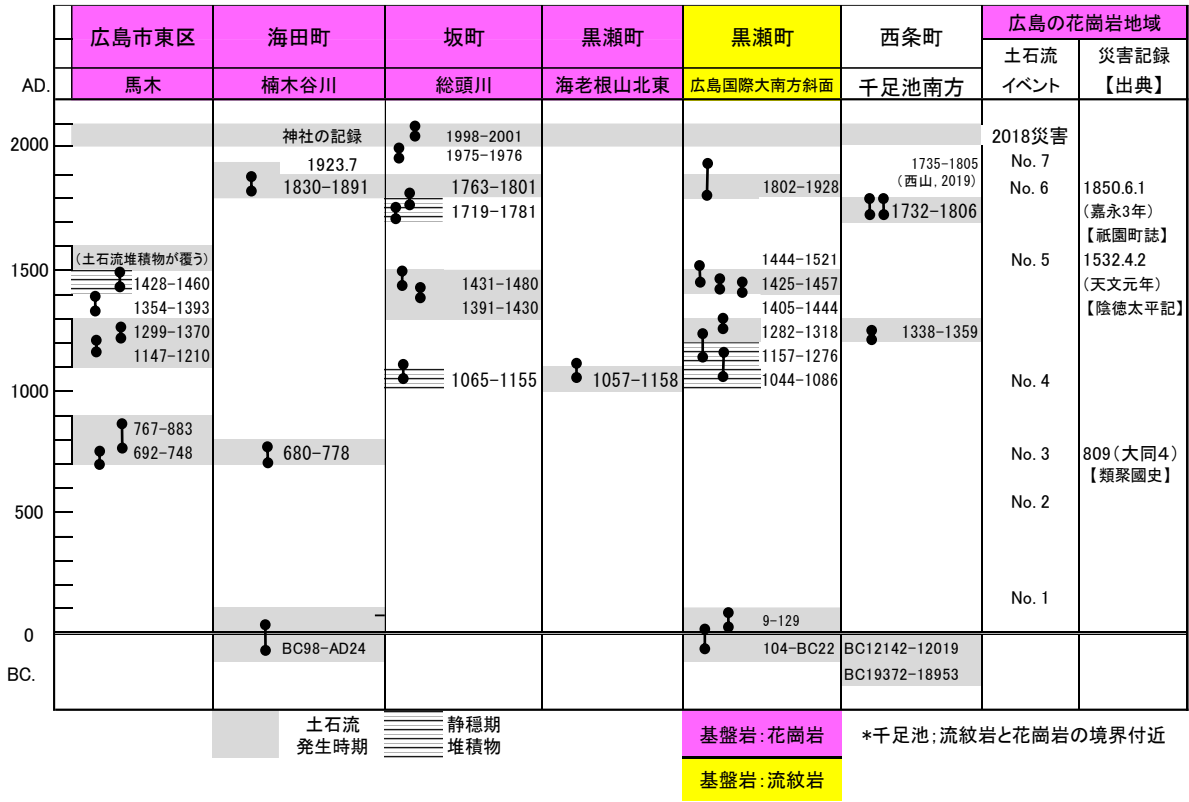 広島市東区
海田町
坂町
黒瀬町
黒瀬町
西条町
広島の花崗岩地域
土石流
イベント
災害記録
【出典】
AD.
馬木
楠木谷川
総頭川
海老根山北東
広島国際大南方斜面
千足池南方
2000
1500
1000
500
0
BC.
(土石流堆積物が覆う)
1428-1460
1354-1393
1299-1370
1147-1210
767-883
692-748
神社の記録
1923.7
1830-1891
680-778
BC98-AD24
1998-2001
1975-1976
1763-1801
1719-1781
1431-1480
1391-1430
1065-1155
1057-1158
1802-1928
1444-1521
1425-1457
1405-1444
1282-1318
1157-1276
1044-1086
9-129
104-BC22
1735-1805
(西山, 2019)
1732-1806
1338-1359
BC12142-12019
BC19372-18953
2018災害
No. 7
No. 6
No. 5
No. 4
No. 3
No. 2
No. 1
1850.6.1
(嘉永3年)
【祇園町誌】
1532.4.2
(天文元年)
【陰徳太平記】
809(大同4)
【類聚國史】
土石流
発生時期
静穏期
堆積物
基盤岩:花崗岩
基盤岩:流紋岩
*千足池;流紋岩と花崗岩の境界付近